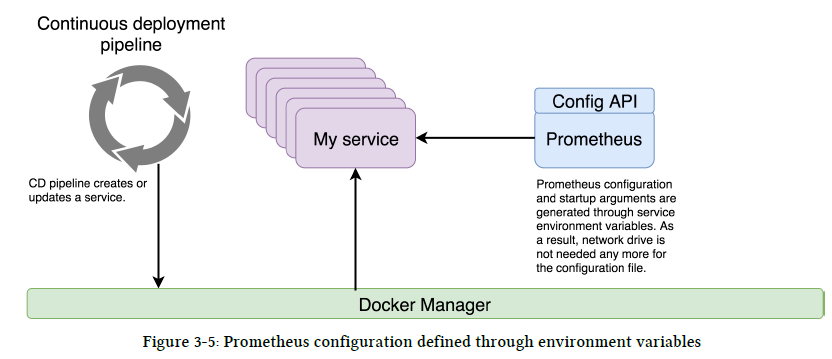 Continuous deployment
pipeline
My service
Config API
Prometheus
CD pipeline creates or
updates a service.
Prometheus configuration
and startup arguments are
generated through service
environment variables. As
a result, network drive is
not needed any more for
the configuration file.
Docker Manager
Figure 3-5: Prometheus configuration defined through environment variables